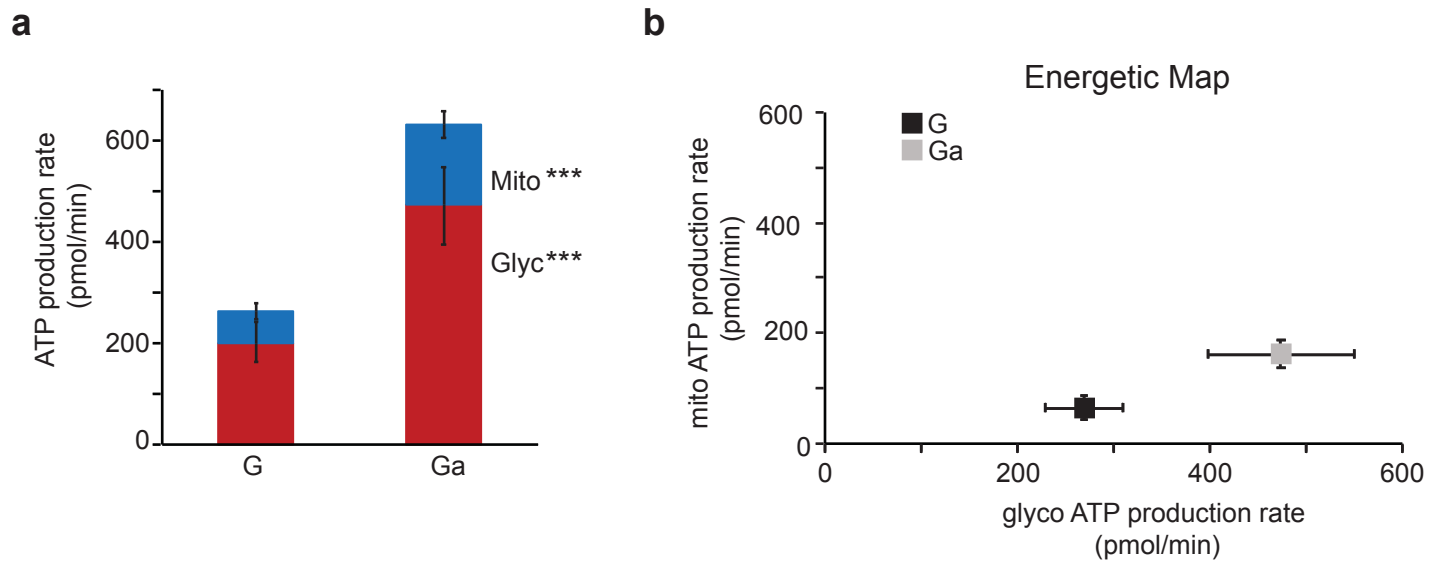 a
ATP production rate
(pmol/min)
600
400
200
0
Mito***
Glyc***
G
Ga
b
Energetic Map
G
Ga
mito ATP production rate
(pmol/min)
600
400
200
0
0
200
400
600
glyco ATP production rate
(pmol/min)